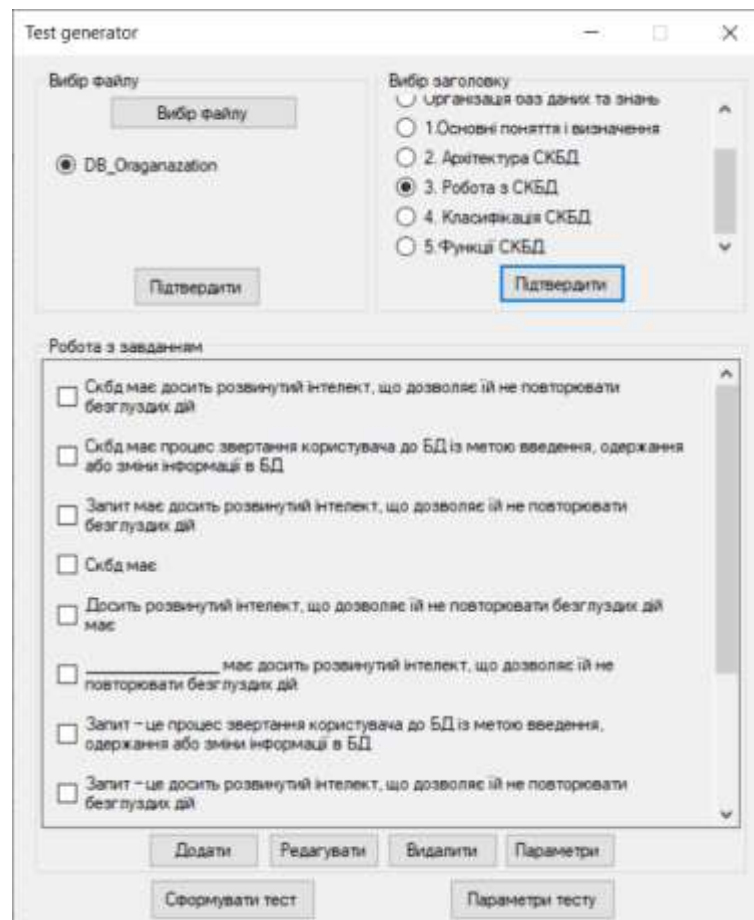 Test generator
Вибір файлу
Вибір файлу
DB_Oraganazation
Підтвердити
Вибір заголовку
Організація баз даних та знань
1.Основні поняття і визначення
2. Архітектура СКБД
3. Робота з СКБД
4. Класифікація СКБД
5.Функції СКБД
Підтвердити
Робота з завданням
Скбд має досить розвинутий інтелект, що дозволяє їй не повторювати
безглуздих дій
Скбд має процес звертання користувача до БД із метою введення, одержання
або зміни інформації в БД
Запит має досить розвинутий інтелект, що дозволяє їй не повторювати
безглуздих дій
Скбд має
Досить розвинутий інтелект, що дозволяє їй не повторювати безглуздих дій
має
________________ має досить розвинутий інтелект, що дозволяє їй не
повторювати безглуздих дій
Запит – це процес звертання користувача до БД із метою введення,
одержання або зміни інформації в БД
Запит – це досить розвинутий інтелект, що дозволяє їй не повторювати
безглуздих дій
Додати Редагувати Видалити Параметри
Сформувати тест Параметри тесту